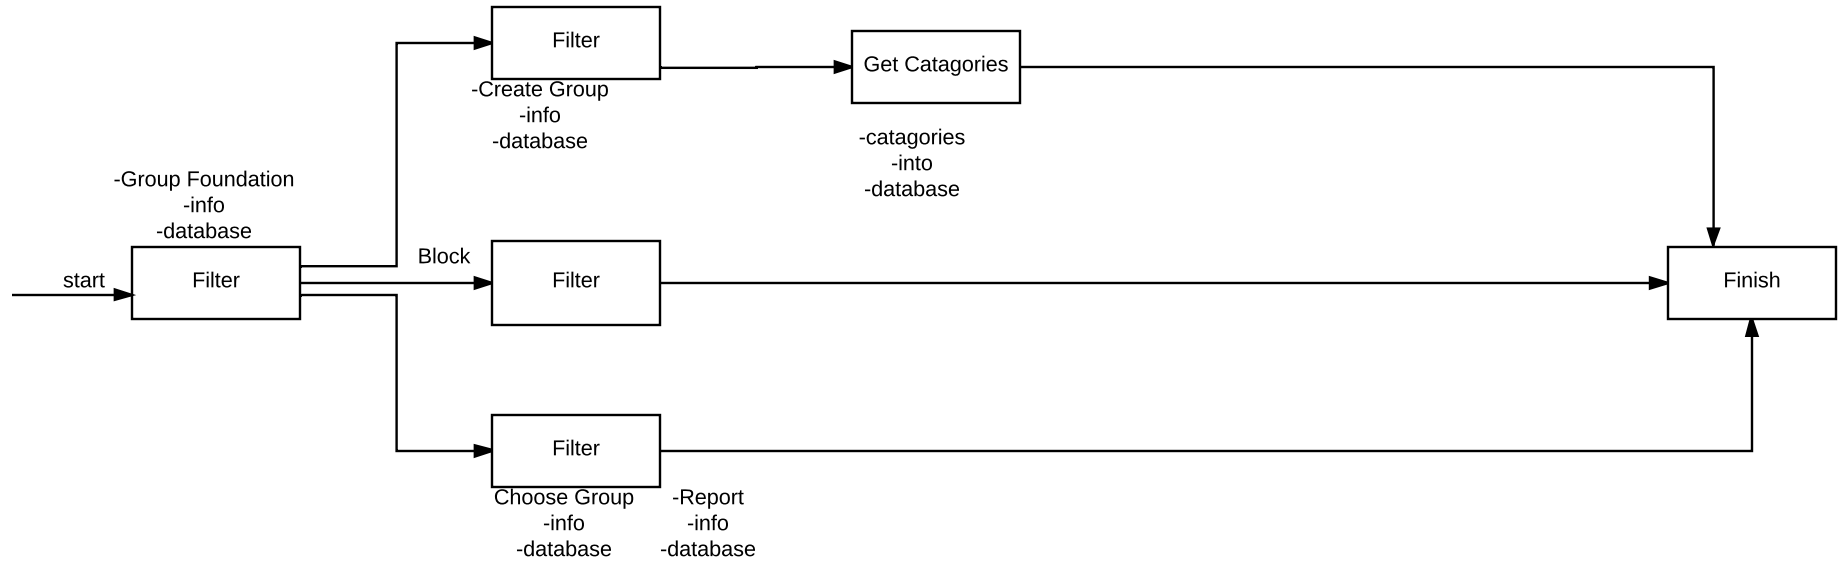 Filter
-Create Group
-info
-database
Get Catagories
-catagories
-into
-database
-Group Foundation
-info
-database
start
Filter
Block
Filter
Finish
Filter
Choose Group
-info
-database
-Report
-info
-database